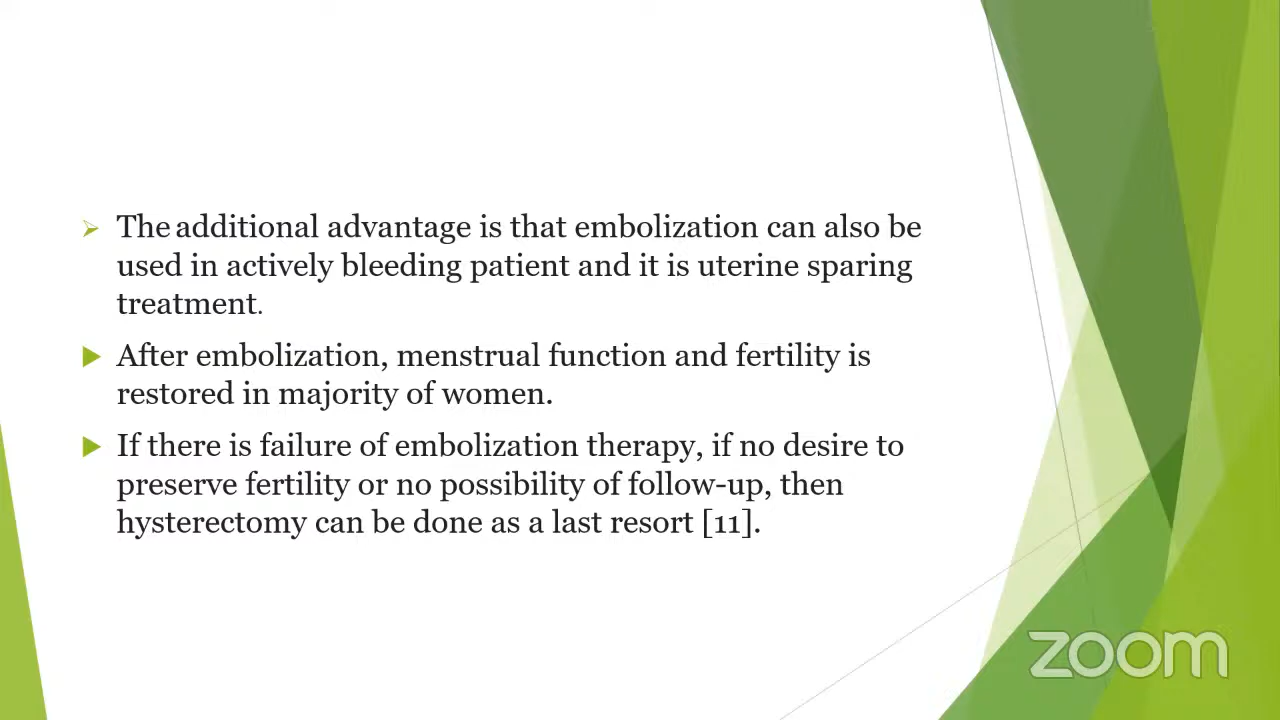 The additional advantage is that embolization can also be
used in actively bleeding patient and it is uterine sparing
treatment.
After embolization, menstrual function and fertility is
restored in majority of women.
If there is failure of embolization therapy, if no desire to
preserve fertility or no possibility of follow-up, then
hysterectomy can be done as a last resort [11].
zoom